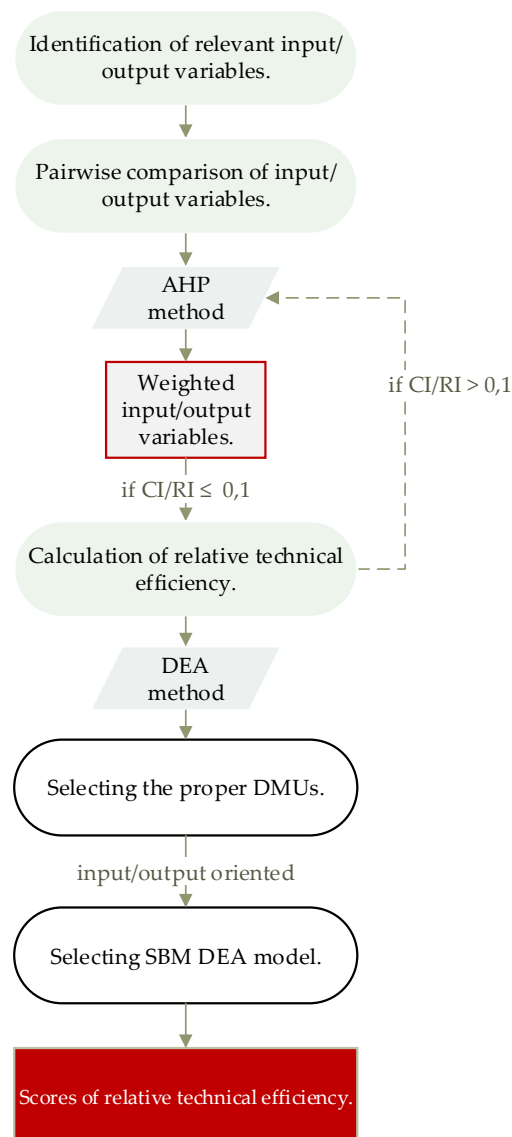 Identification of relevant input/
output variables.
Pairwise comparison of input/
output variables.
AHP
method
if CI/RI > 0,1
Weighted
input/output
variables.
if CI/RI ≤ 0,1
Calculation of relative technical
efficiency.
DEA
method
Selecting the proper DMUs.
input/output oriented
Selecting SBM DEA model.
Scores of relative technical efficiency.